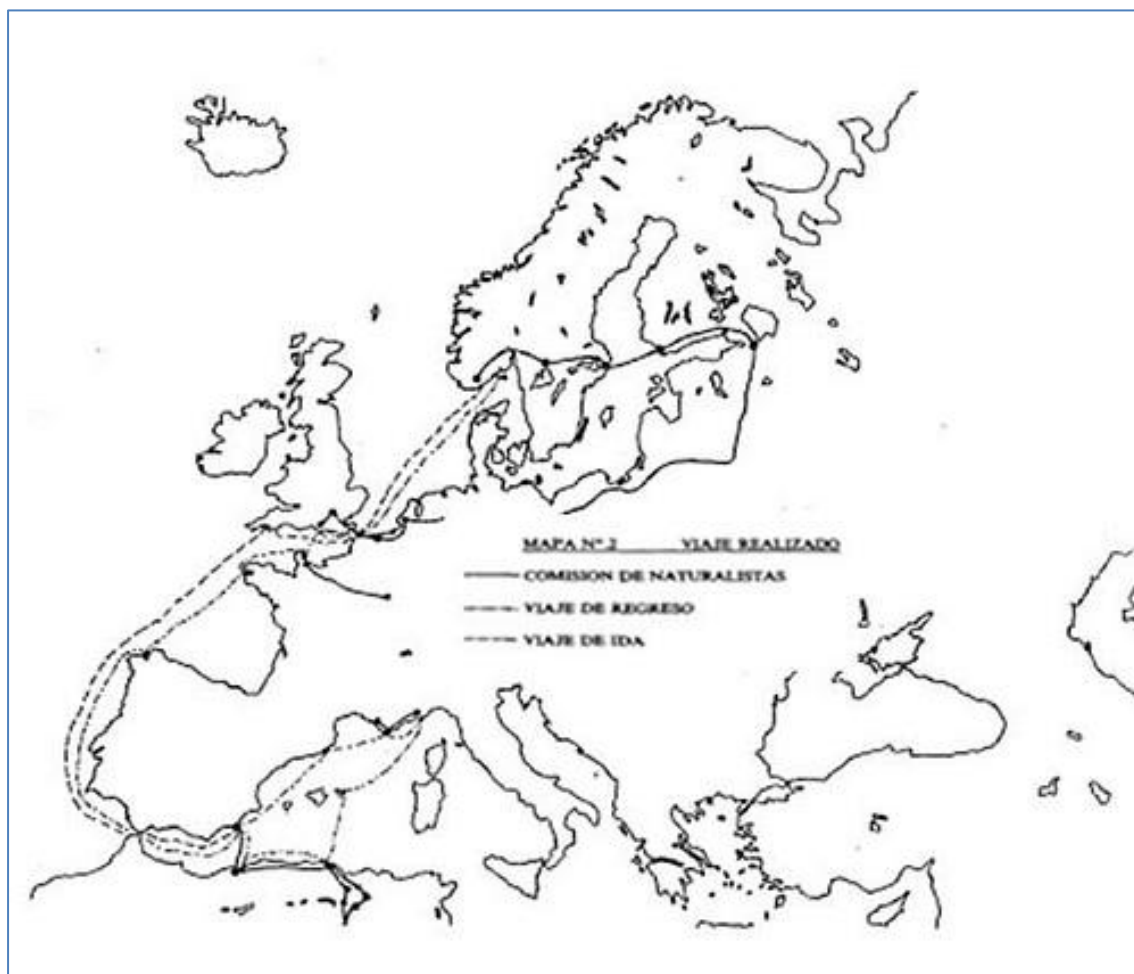 MAPA Nº 2 VIAJE REALIZADO
COMISION DE NATURALISTAS
VIAJE DE REGRESO
VIAJE DE IDA